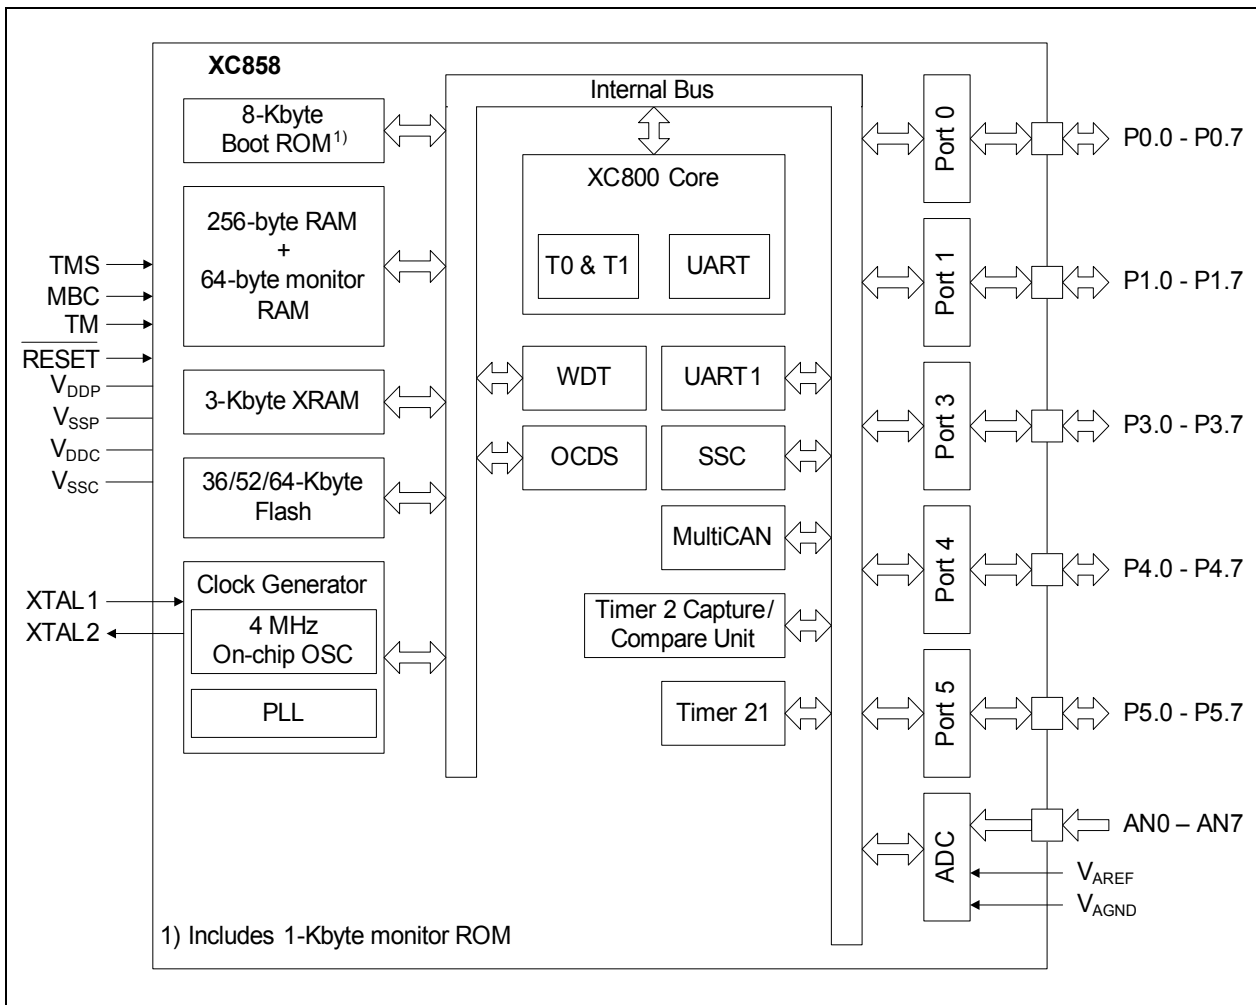 XC858
Internal Bus
8-Kbyte
Boot ROM1)
256-byte RAM
+
64-byte monitor
RAM
3-Kbyte XRAM
36/52/64-Kbyte
Flash
Clock Generator
4 MHz
On-chip OSC
PLL
TMS
MBC
TM
RESET
VDDP
VSSP
VDDC
VSSC
XTAL1
XTAL2
XC800 Core
T0 & T1
UART
WDT
UART1
OCDS
SSC
MultiCAN
Timer 2 Capture/
Compare Unit
Timer 21
Port 0
P0.0 - P0.7
Port 1
P1.0 - P1.7
Port 3
P3.0 - P3.7
Port 4
P4.0 - P4.7
Port 5
P5.0 - P5.7
ADC
AN0 – AN7
VAREF
VAGND
1) Includes 1-Kbyte monitor ROM